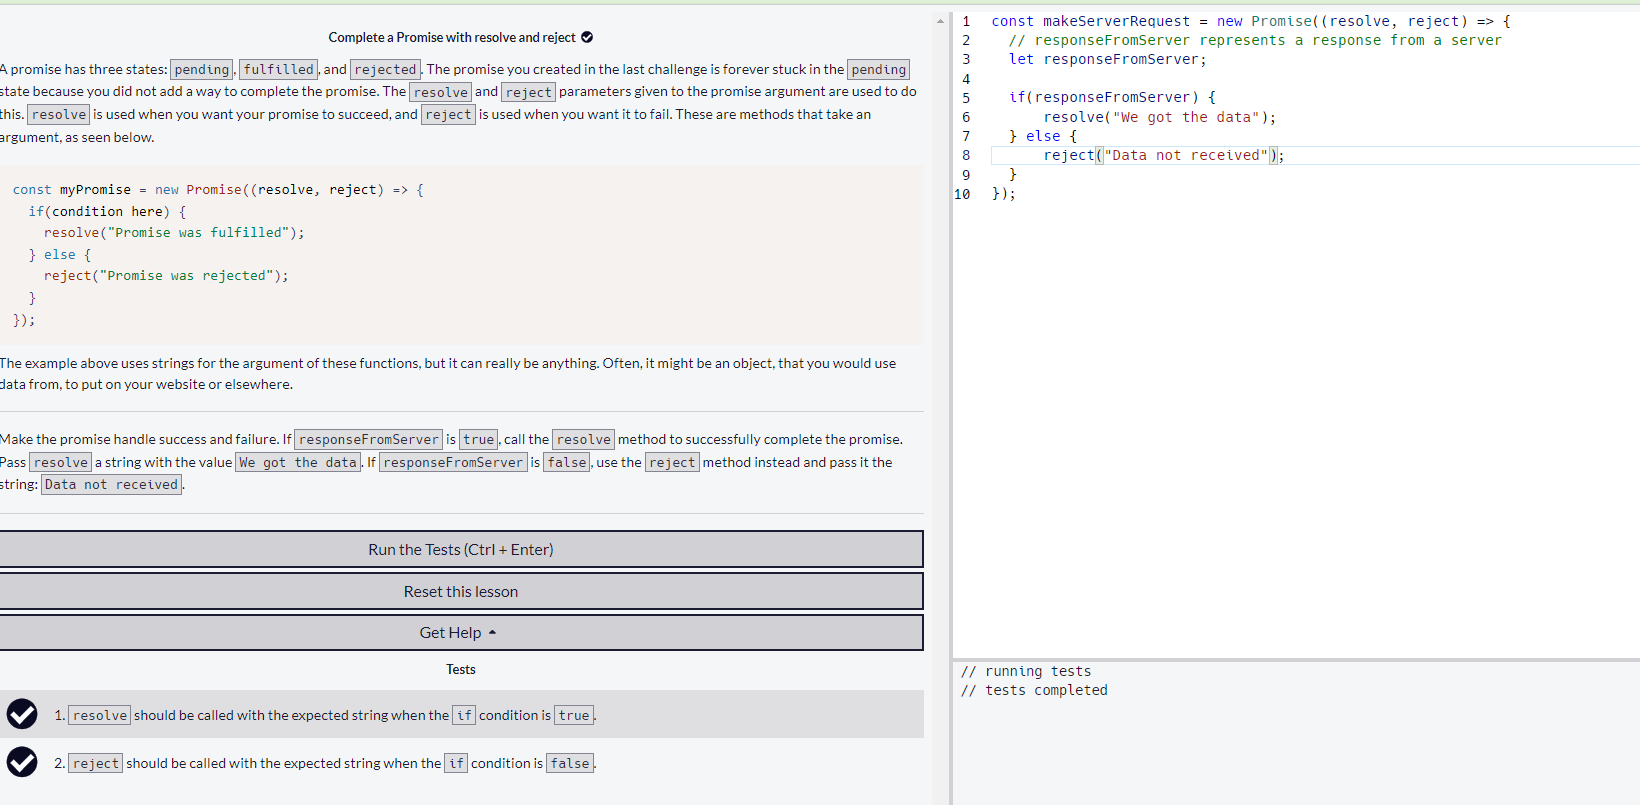 Complete a Promise with resolve and reject
A promise has three states: pending, fulfilled, and rejected. The promise you created in the last challenge is forever stuck in the pending
state because you did not add a way to complete the promise. The resolve and reject parameters given to the promise argument are used to do
this. resolve is used when you want your promise to succeed, and reject is used when you want it to fail. These are methods that take an
argument, as seen below.
const myPromise = new Promise((resolve, reject) => {
  if(condition here) {
    resolve("Promise was fulfilled");
  } else {
    reject("Promise was rejected");
  }
});
The example above uses strings for the argument of these functions, but it can really be anything. Often, it might be an object, that you would use
data from, to put on your website or elsewhere.
Make the promise handle success and failure. If responseFromServer is true, call the resolve method to successfully complete the promise.
Pass resolve a string with the value We got the data. If responseFromServer is false, use the reject method instead and pass it the
string: Data not received.
Run the Tests (Ctrl + Enter)
Reset this lesson
Get Help
Tests
1. resolve should be called with the expected string when the if condition is true.
2. reject should be called with the expected string when the if condition is false.
1 const makeServerRequest = new Promise((resolve, reject) => {
2   // responseFromServer represents a response from a server
3   let responseFromServer;
4
5   if(responseFromServer) {
6       resolve("We got the data");
7   } else {
8       reject("Data not received");
9   }
10 });
// running tests
// tests completed